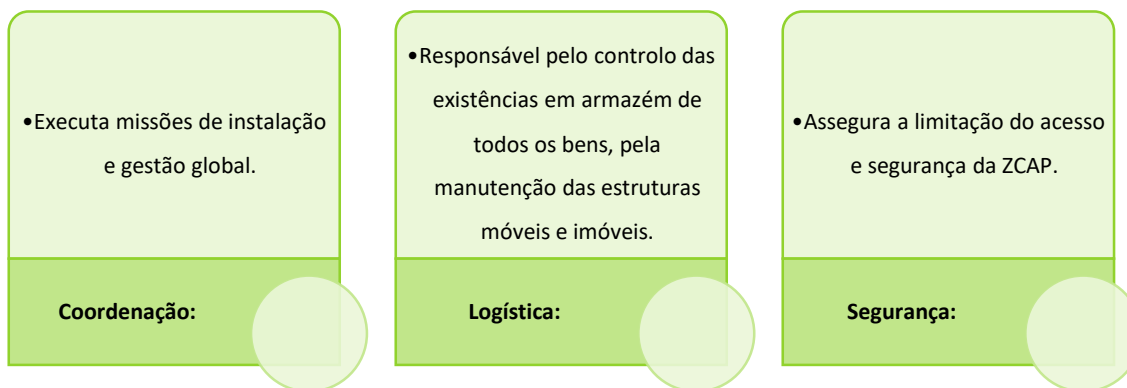 •Executa missões de instalação
e gestão global.
Coordenação:
•Responsável pelo controlo das
existências em armazém de
todos os bens, pela
manutenção das estruturas
móveis e imóveis.
Logística:
•Assegura a limitação do acesso
e segurança da ZCAP.
Segurança: